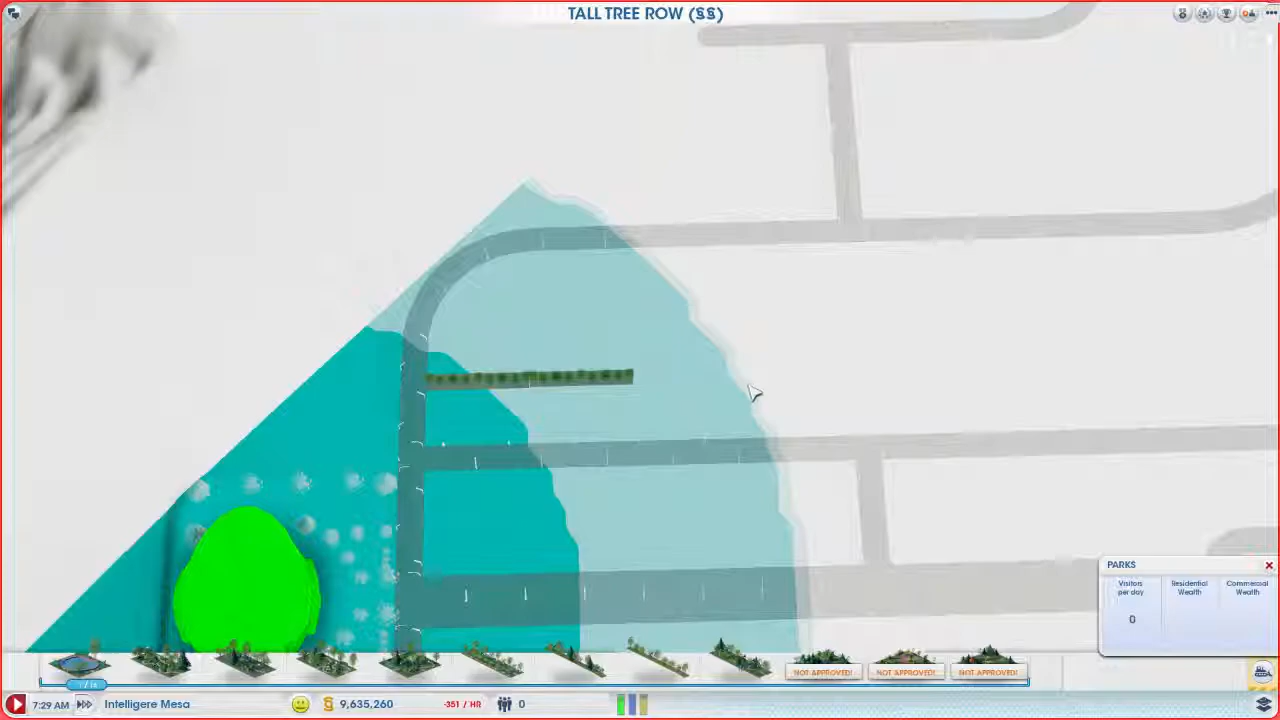 TALL TREE ROW (§§)
PARKS
Visitors per day
Residential Wealth
Commercial Wealth
0
NOT APPROVED!
NOT APPROVED!
NOT APPROVED!
7:29 AM
Intelligere Mesa
9,635,260
-351 / HR
0